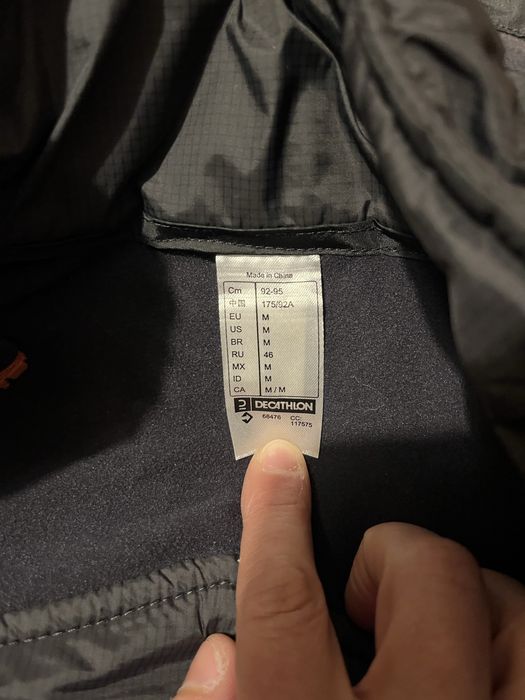 Made in China
Cm 92-95
中国 175/92A
EU M
US M
BR M
RU 46
MX M
ID M
CA M / M
DECATHLON
68476 CC:
117575